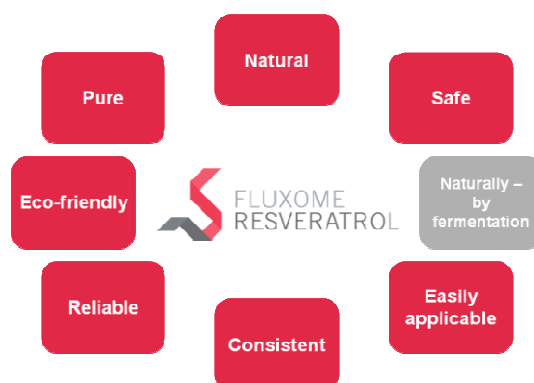 Natural
Pure
Safe
Eco-friendly
FLUXOME
RESVERATROL
Naturally –
by
fermentation
Reliable
Easily
applicable
Consistent